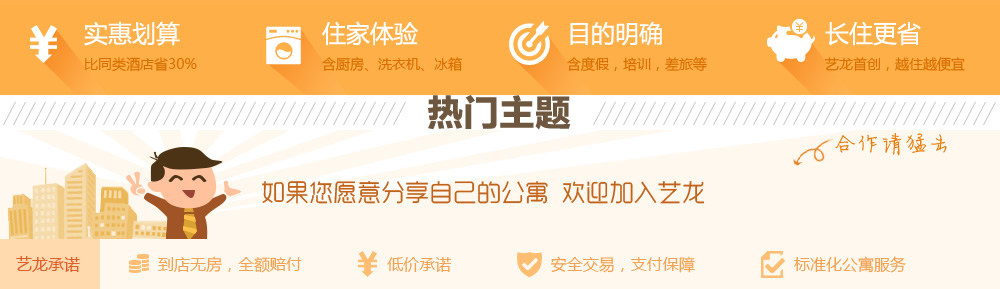 实惠划算
比同类酒店省30%
住家体验
含厨房、洗衣机、冰箱
目的明确
含度假，培训，差旅等
长住更省
艺龙首创，越住越便宜
热门主题
合作请猛击
如果您愿意分享自己的公寓 欢迎加入艺龙
艺龙承诺
到店无房，全额赔付
低价承诺
安全交易，支付保障
标准化公寓服务